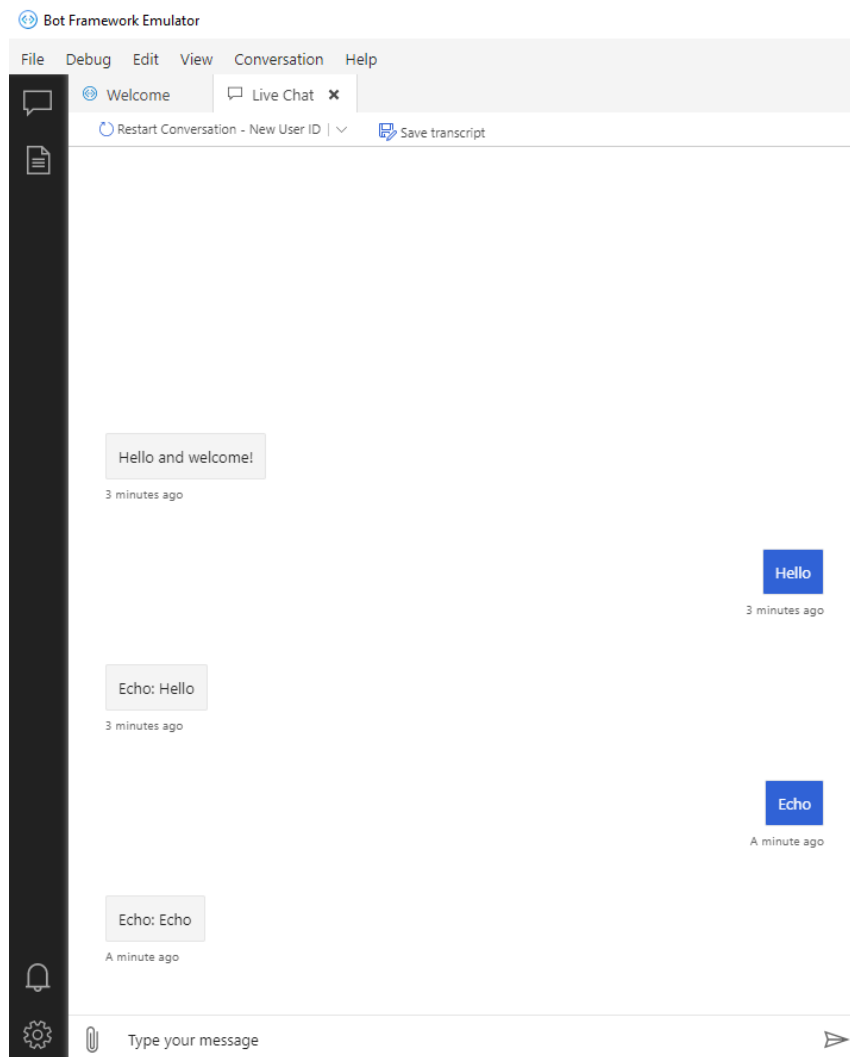 Bot Framework Emulator
File Debug Edit View Conversation Help
Welcome Live Chat
Restart Conversation - New User ID | Save transcript
Hello and welcome!
3 minutes ago
Hello
3 minutes ago
Echo: Hello
3 minutes ago
Echo
A minute ago
Echo: Echo
A minute ago
Type your message